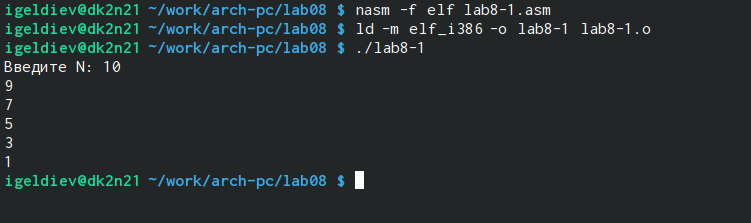 igeldiev@dk2n21 ~/work/arch-pc/lab08 $ nasm -f elf lab8-1.asm
igeldiev@dk2n21 ~/work/arch-pc/lab08 $ ld -m elf_i386 -o lab8-1 lab8-1.o
igeldiev@dk2n21 ~/work/arch-pc/lab08 $ ./lab8-1
Введите N: 10
9
7
5
3
1
igeldiev@dk2n21 ~/work/arch-pc/lab08 $